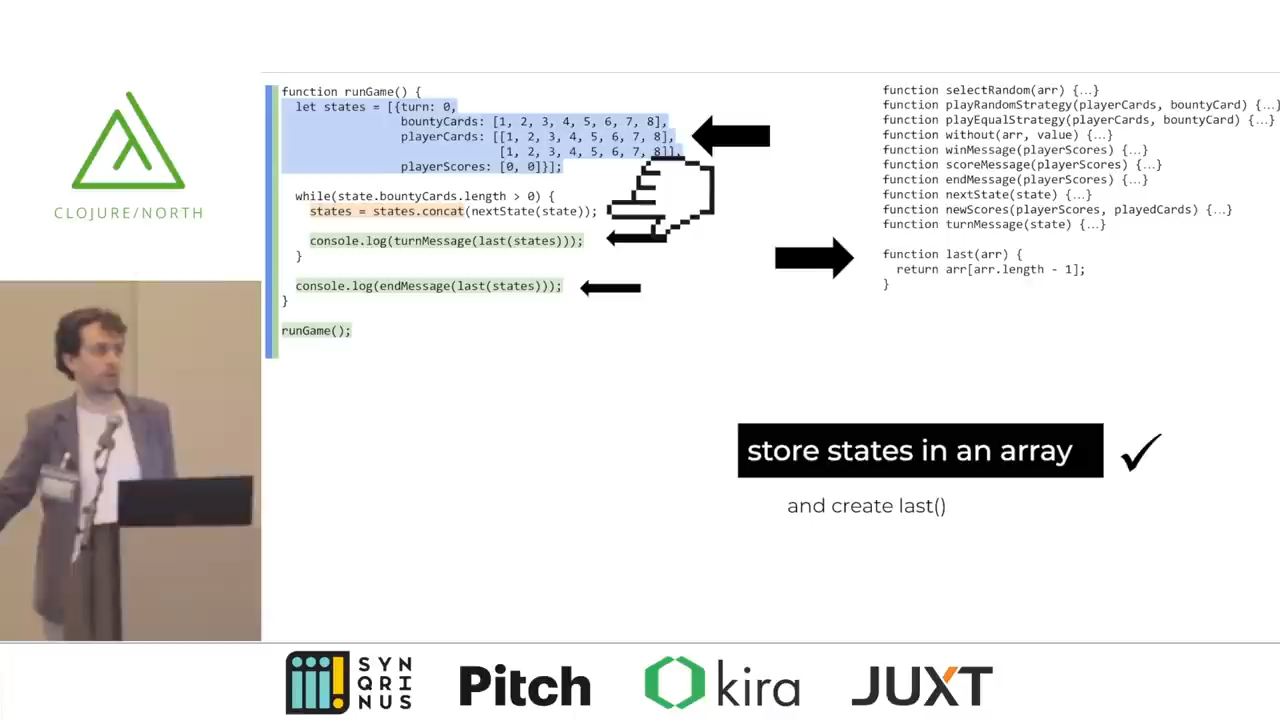 CLOJURE/NORTH
function runGame() {
let states = [{turn: 0,
bountyCards: [1, 2, 3, 4, 5, 6, 7, 8],
playerCards: [[1, 2, 3, 4, 5, 6, 7, 8],
[1, 2, 3, 4, 5, 6, 7, 8]],
playerScores: [0, 0]}];
while(state.bountyCards.length > 0) {
states = states.concat(nextState(state));
console.log(turnMessage(last(states)));
}
console.log(endMessage(last(states)));
}
runGame();
function selectRandom(arr) {…}
function playRandomStrategy(playerCards, bountyCard) {…}
function playEqualStrategy(playerCards, bountyCard) {…}
function without(arr, value) {…}
function winMessage(playerScores) {…}
function scoreMessage(playerScores) {…}
function endMessage(playerScores) {…}
function nextState(state) {…}
function newScores(playerScores, playedCards) {…}
function turnMessage(state) {…}
function last(arr) {
return arr[arr.length - 1];
}
store states in an array
and create last()
SYN
QRI
NUS
Pitch
kira
JUXT